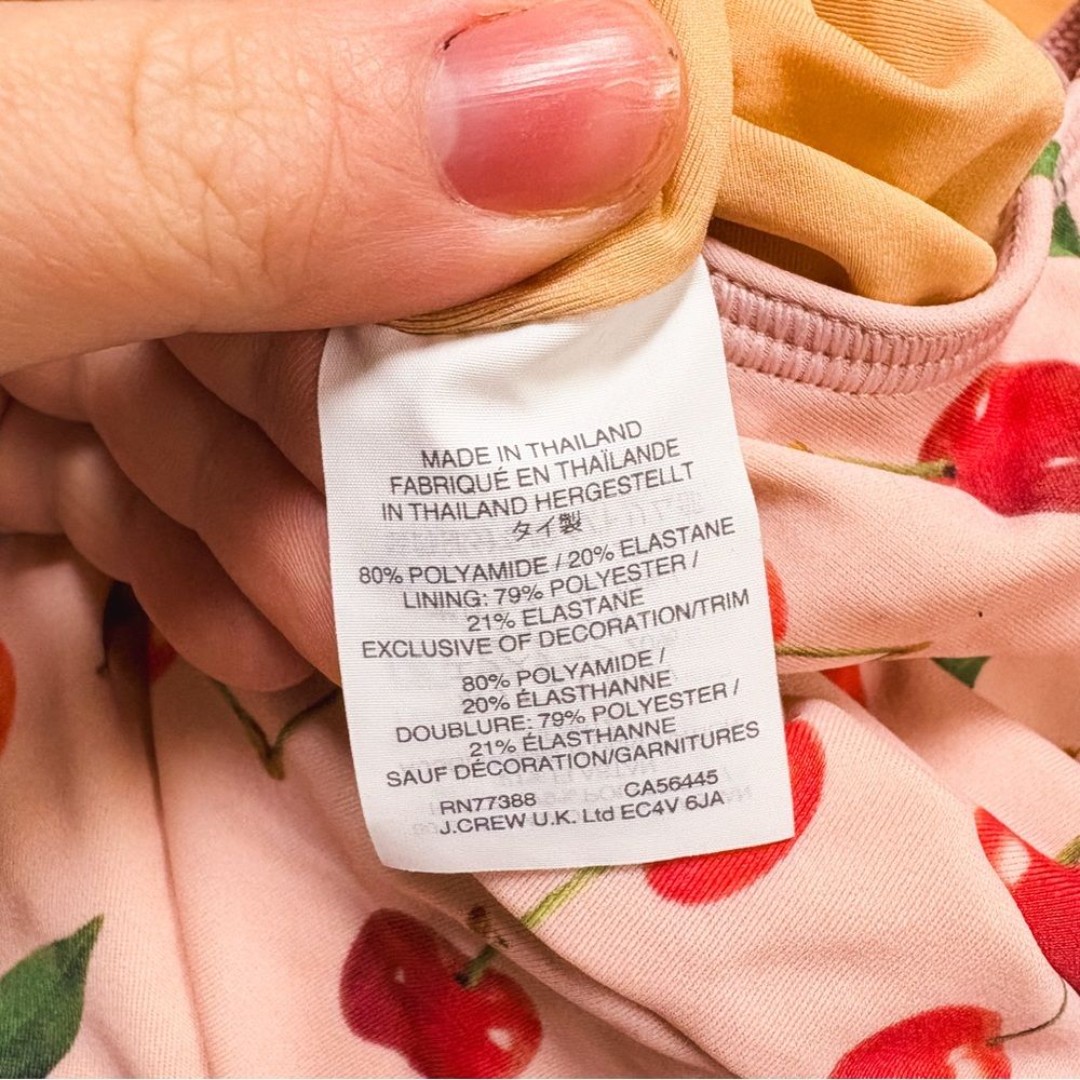 MADE IN THAILAND
FABRIQUÉ EN THAÏLANDE
IN THAILAND HERGESTELLT
タイ製
80% POLYAMIDE / 20% ELASTANE
LINING: 79% POLYESTER /
21% ELASTANE
EXCLUSIVE OF DECORATION/TRIM
80% POLYAMIDE /
20% ÉLASTHANNE
DOUBLURE: 79% POLYESTER /
21% ÉLASTHANNE
SAUF DÉCORATION/GARNITURES
RN77388 CA56445
J.CREW U.K. Ltd EC4V 6JA